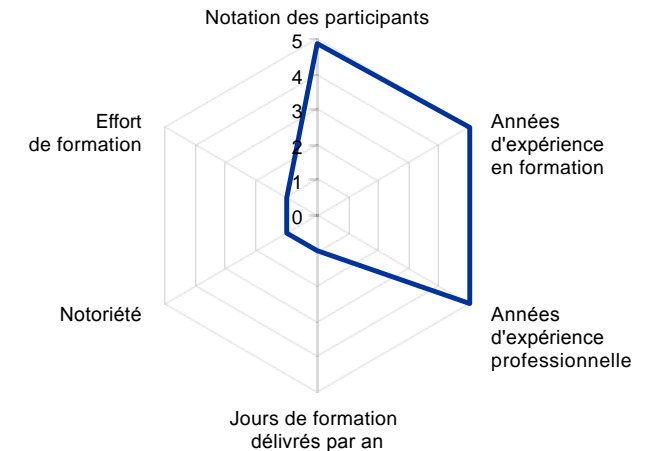 Notation des participants
5
4
3
2
1
0
Années
d'expérience
en formation
Années
d'expérience
professionnelle
Jours de formation
délivrés par an
Notoriété
Effort
de formation